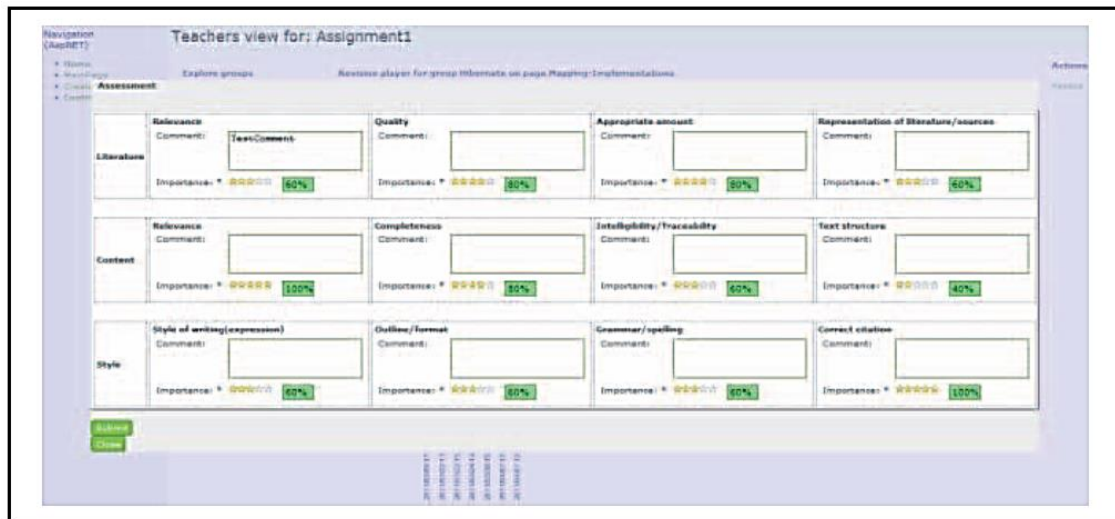 Navigation
(AspNET)
Teachers view for: Assignment1
Home
Explore groups
Revision player for group Hibernate on page Mapping-Implementations
Actions
Assessment
Literature
Relevance
Comment:
TestComment
Importance: * 60%
Quality
Comment:
Importance: * 80%
Appropriate amount
Comment:
Importance: * 80%
Representation of literature/sources
Comment:
Importance: * 60%
Content
Relevance
Comment:
Importance: * 100%
Completeness
Comment:
Importance: * 80%
Intelligibility/Traceability
Comment:
Importance: * 60%
Text structure
Comment:
Importance: * 40%
Style
Style of writing(expression)
Comment:
Importance: * 60%
Outline/format
Comment:
Importance: * 60%
Grammar/spelling
Comment:
Importance: * 60%
Correct citation
Comment:
Importance: * 100%
Submit
Close